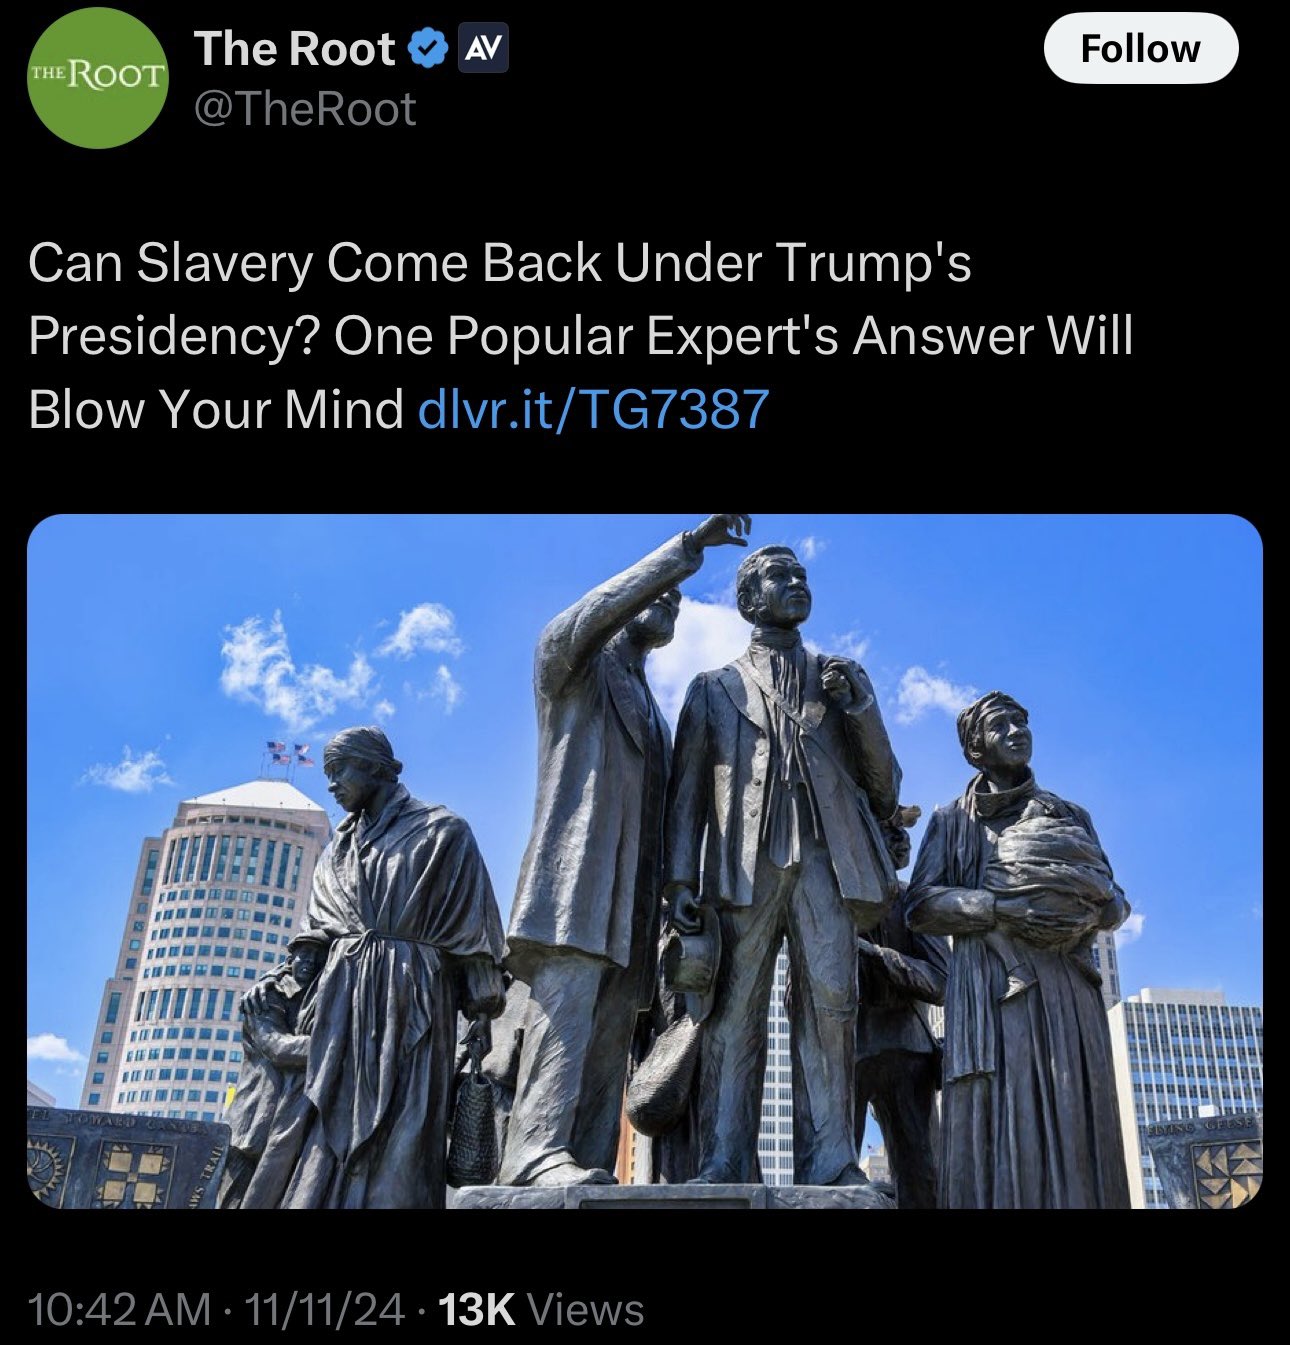 THE ROOT
The Root AV
@TheRoot
Follow
Can Slavery Come Back Under Trump's
Presidency? One Popular Expert's Answer Will
Blow Your Mind dlvr.it/TG7387
TOWARD CANADA
TRAIL
FLYING GEESE
10:42 AM · 11/11/24 · 13K Views